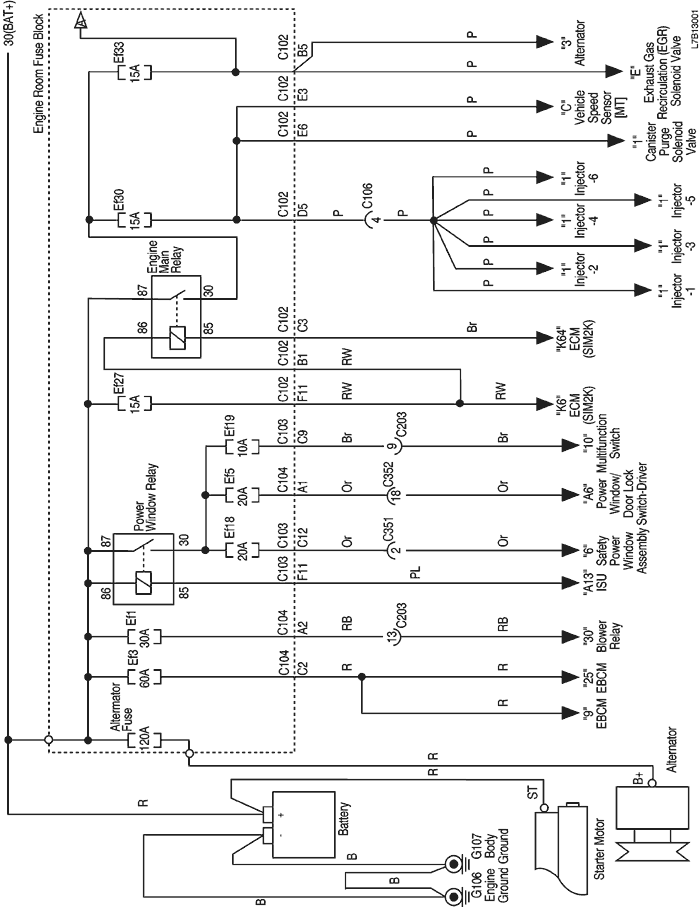 30(BAT+)
Engine Room Fuse Block
A
Altermator
Fuse
120A
Ef3
60A
Ef1
30A
Power
Window Relay
86
87
85
30
Ef18
20A
Ef5
20A
Ef19
10A
Ef27
15A
Engine
Main
Relay
86
87
85
30
Ef30
15A
Ef33
15A
C104
C2
C104
A2
C103
F11
C103
C12
C104
A1
C103
C9
C102
F11
C102
B1
C102
C3
C102
D5
C102
E6
C102
E3
C102
B5
R
B
B
B
R
R
R
R
RB
13
C203
RB
PL
Or
2
C351
Or
Or
18
C352
Or
Br
9
C203
Br
RW
RW
RW
Br
P
4
C106
P
P
P
P
P
P
P
P
P
P
P
+
-
Battery
G106
Engine
Ground
G107
Body
Ground
ST
Starter Motor
B+
Alternator
"9"
EBCM
"25"
EBCM
"30"
Blower
Relay
"A13"
ISU
"6"
Safety
Power
Window
Assembly
"A6"
Power
Window/
Door Lock
Switch-Driver
"10"
Multifunction
Switch
"K6"
ECM
(SIM2K)
"K64"
ECM
(SIM2K)
"1"
Injector
-1
"1"
Injector
-2
"1"
Injector
-3
"1"
Injector
-4
"1"
Injector
-5
"1"
Injector
-6
"1"
Canister
Purge
Solenoid
Valve
"C"
Vehicle
Speed
Sensor
[MT]
"E"
Exhaust Gas
Recirculation (EGR)
Solenoid Valve
"3"
Alternator
L7B13001